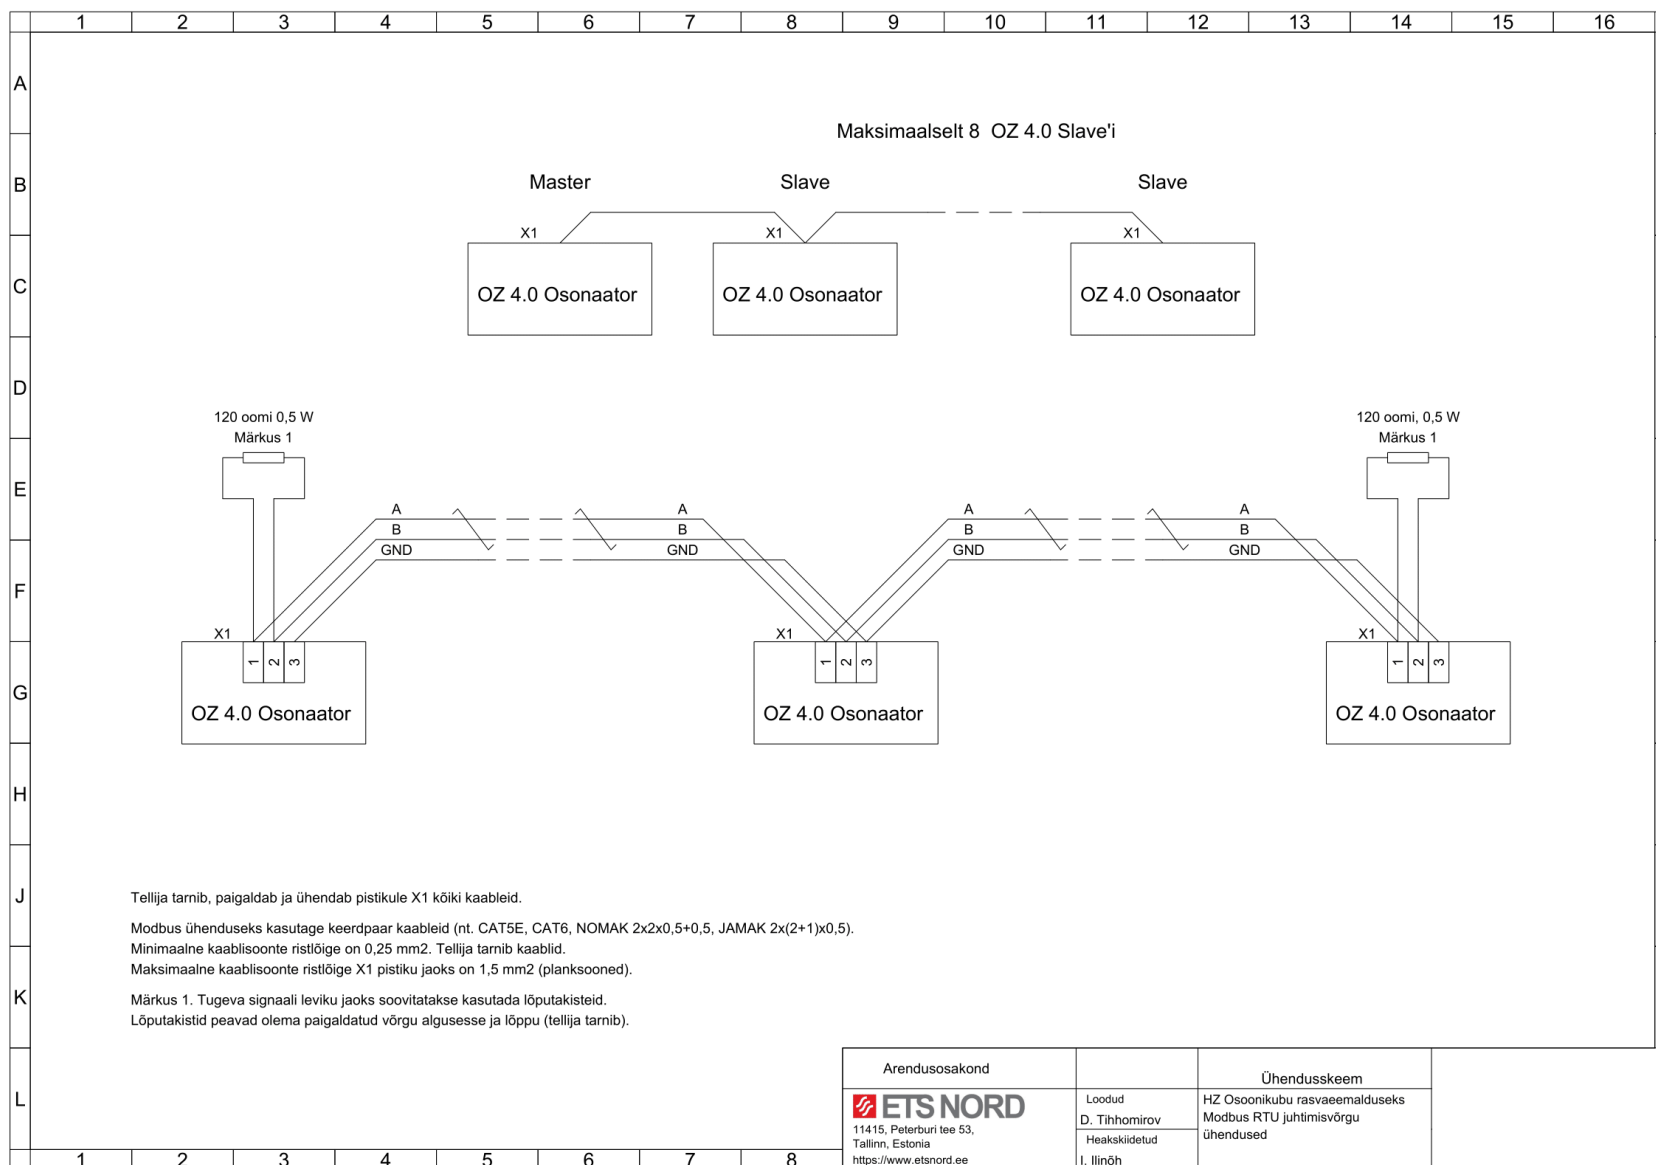 1 2 3 4 5 6 7 8 9 10 11 12 13 14 15 16
A
Maksimaalselt 8 OZ 4.0 Slave'i
B
Master Slave Slave
X1 X1 X1
C
OZ 4.0 Osonaator OZ 4.0 Osonaator OZ 4.0 Osonaator
D
120 oomi 0,5 W 120 oomi, 0,5 W
Märkus 1 Märkus 1
E
A A A A
B B B B
GND GND GND GND
F
X1 X1 X1
1 2 3 1 2 3 1 2 3
G
OZ 4.0 Osonaator OZ 4.0 Osonaator OZ 4.0 Osonaator
H
J
Tellija tarnib, paigaldab ja ühendab pistikule X1 kõiki kaableid.
Modbus ühenduseks kasutage keerdpaar kaableid (nt. CAT5E, CAT6, NOMAK 2x2x0,5+0,5, JAMAK 2x(2+1)x0,5).
Minimaalne kaablisoonte ristlõige on 0,25 mm2. Tellija tarnib kaablid.
Maksimaalne kaablisoonte ristlõige X1 pistiku jaoks on 1,5 mm2 (planksooned).
K
Märkus 1. Tugeva signaali leviku jaoks soovitatakse kasutada lõputakisteid.
Lõputakistid peavad olema paigaldatud võrgu algusesse ja lõppu (tellija tarnib).
L
Arendusosakond
Ühendusskeem
ETS NORD
11415, Peterburi tee 53,
Tallinn, Estonia
https://www.etsnord.ee
Loodud
D. Tihhomirov
Heakskiidetud
I. Ilinõh
HZ Osoonikubu rasvaeemalduseks
Modbus RTU juhtimisvõrgu
ühendused
1 2 3 4 5 6 7 8